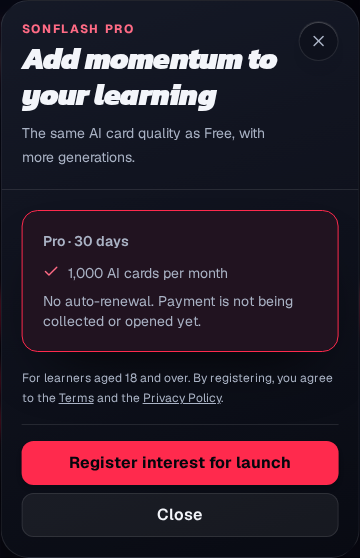 SONFLASH PRO
Add momentum to
your learning
The same AI card quality as Free, with
more generations.
Pro · 30 days
1,000 AI cards per month
No auto-renewal. Payment is not being
collected or opened yet.
For learners aged 18 and over. By registering, you agree
to the Terms and the Privacy Policy.
Register interest for launch
Close